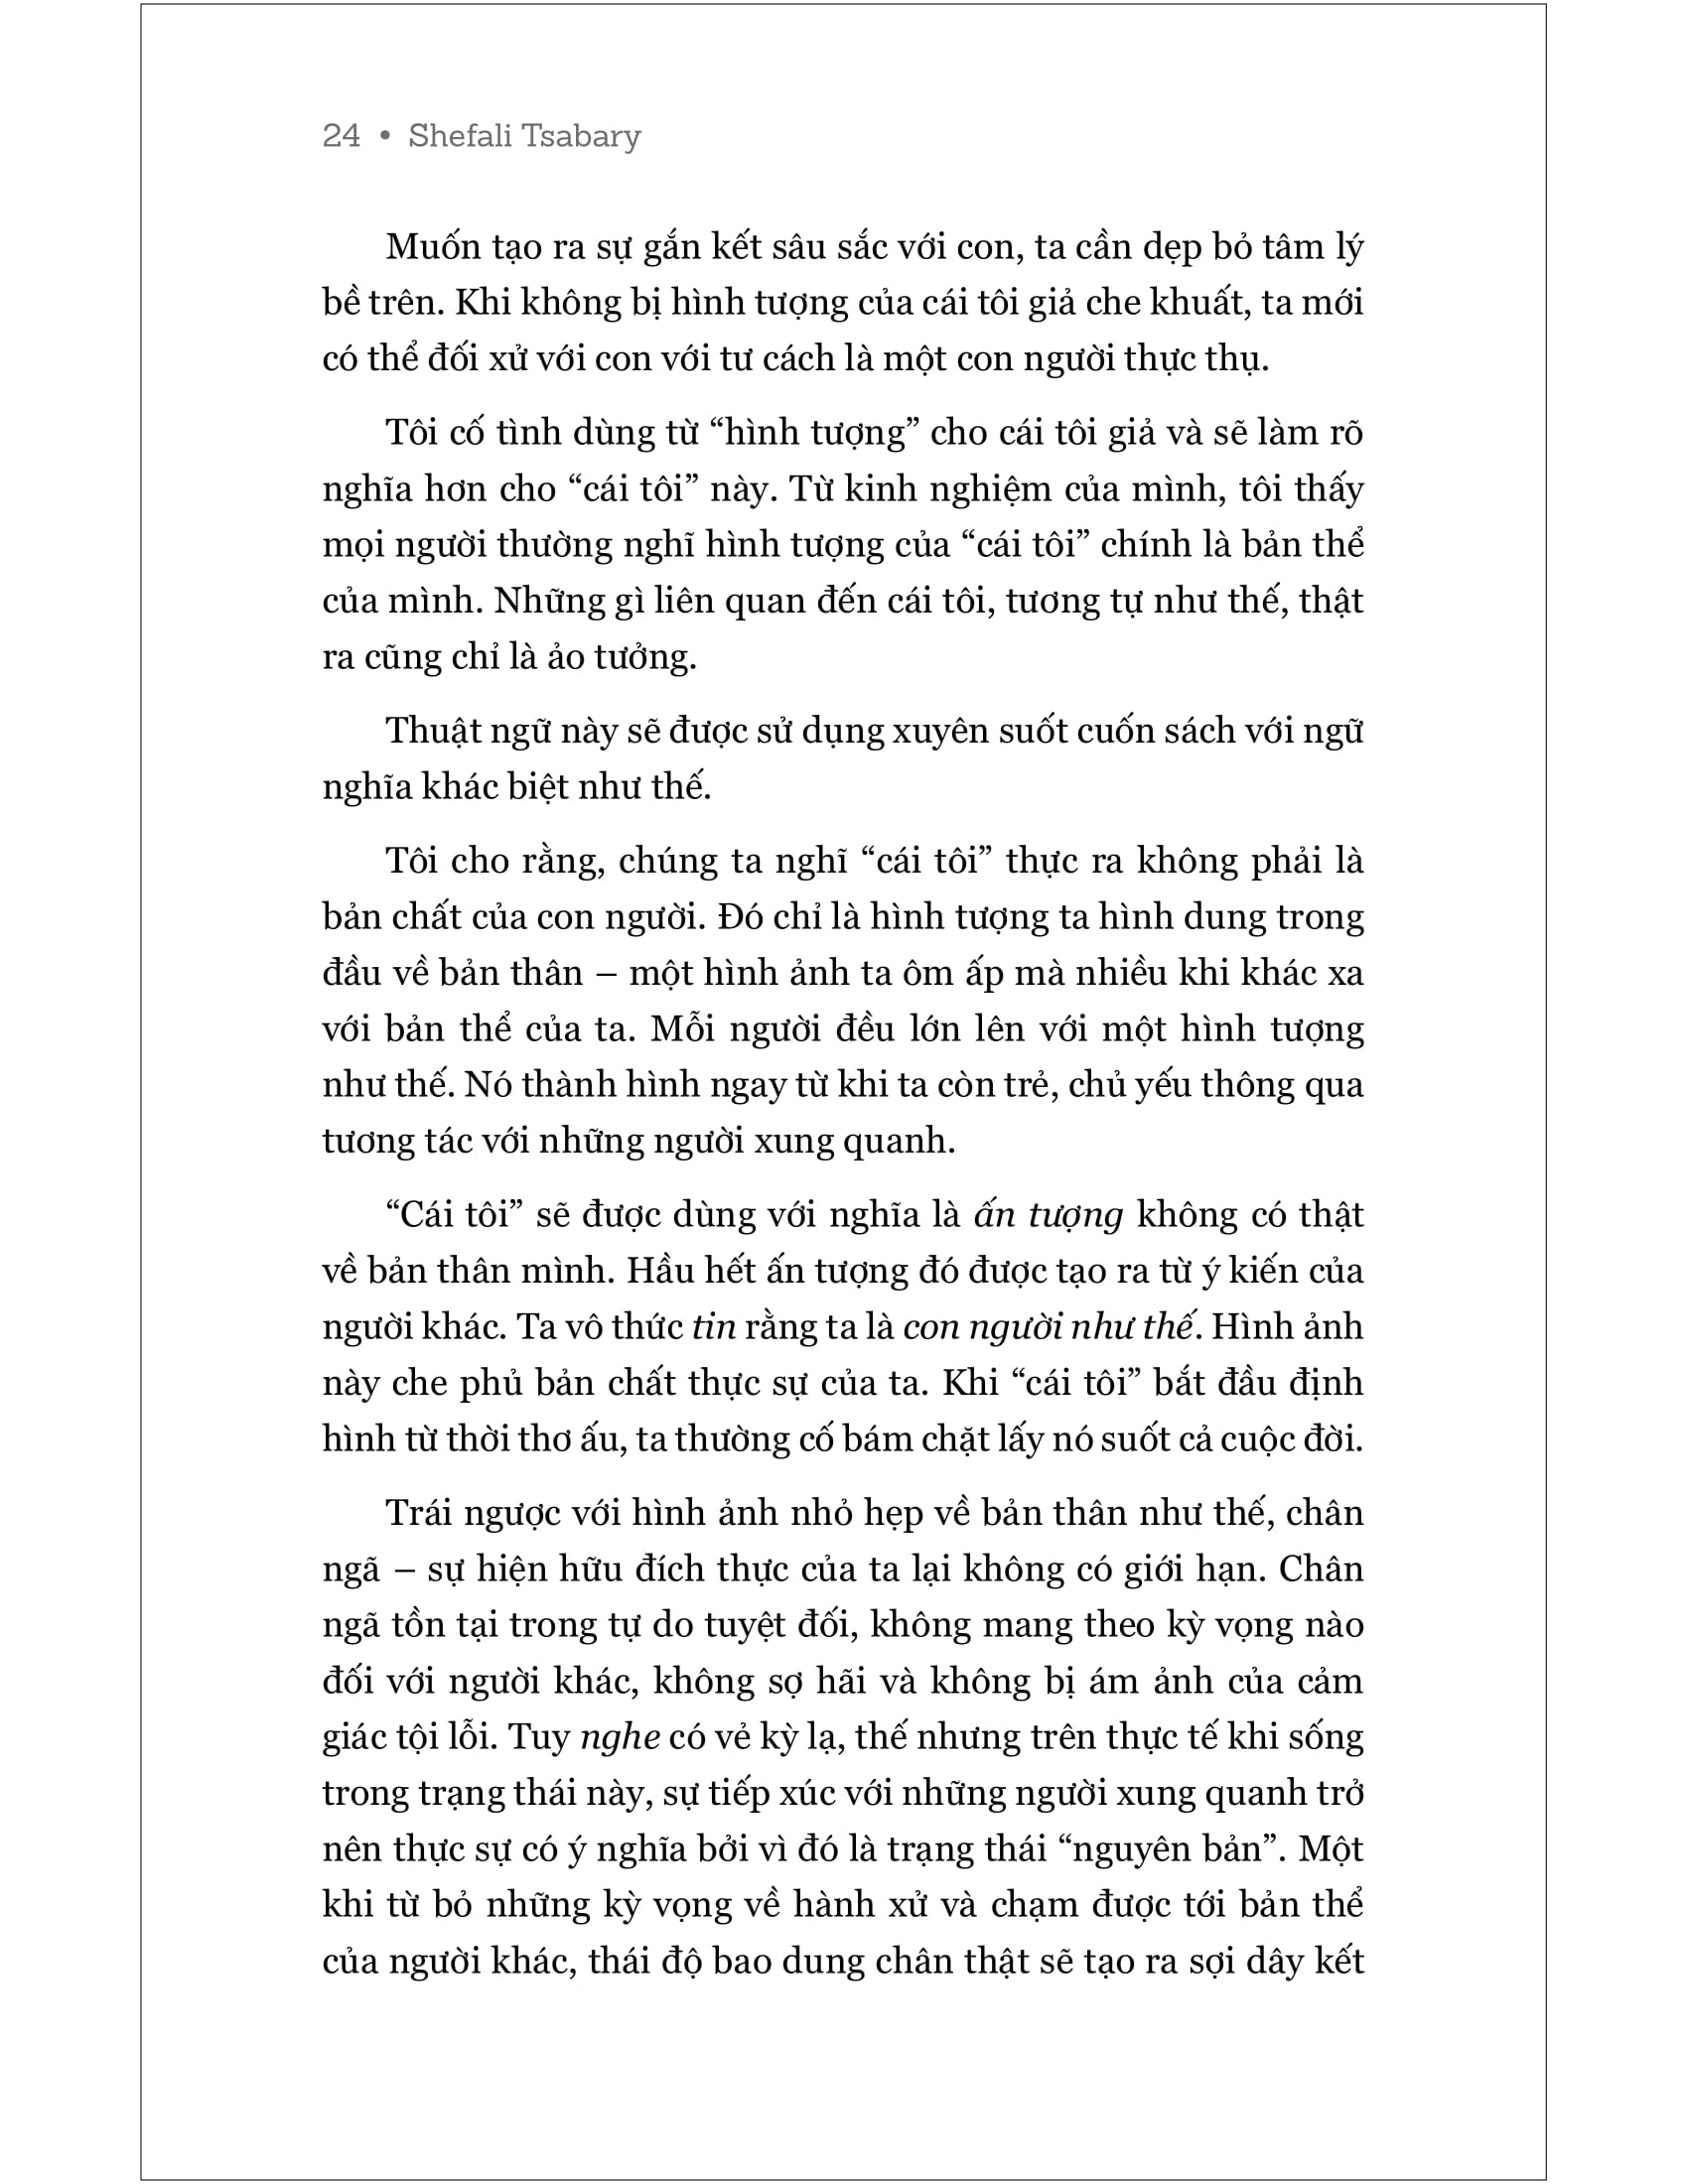 24 • Shefali Tsabary
Muốn tạo ra sự gắn kết sâu sắc với con, ta cần dẹp bỏ tâm lý
bề trên. Khi không bị hình tượng của cái tôi giả che khuất, ta mới
có thể đối xử với con với tư cách là một con người thực thụ.
Tôi cố tình dùng từ “hình tượng” cho cái tôi giả và sẽ làm rõ
nghĩa hơn cho “cái tôi” này. Từ kinh nghiệm của mình, tôi thấy
mọi người thường nghĩ hình tượng của “cái tôi” chính là bản thể
của mình. Những gì liên quan đến cái tôi, tương tự như thế, thật
ra cũng chỉ là ảo tưởng.
Thuật ngữ này sẽ được sử dụng xuyên suốt cuốn sách với ngữ
nghĩa khác biệt như thế.
Tôi cho rằng, chúng ta nghĩ “cái tôi” thực ra không phải là
bản chất của con người. Đó chỉ là hình tượng ta hình dung trong
đầu về bản thân – một hình ảnh ta ôm ấp mà nhiều khi khác xa
với bản thể của ta. Mỗi người đều lớn lên với một hình tượng
như thế. Nó thành hình ngay từ khi ta còn trẻ, chủ yếu thông qua
tương tác với những người xung quanh.
“Cái tôi” sẽ được dùng với nghĩa là ấn tượng không có thật
về bản thân mình. Hầu hết ấn tượng đó được tạo ra từ ý kiến của
người khác. Ta vô thức tin rằng ta là con người như thế. Hình ảnh
này che phủ bản chất thực sự của ta. Khi “cái tôi” bắt đầu định
hình từ thời thơ ấu, ta thường cố bám chặt lấy nó suốt cả cuộc đời.
Trái ngược với hình ảnh nhỏ hẹp về bản thân như thế, chân
ngã – sự hiện hữu đích thực của ta lại không có giới hạn. Chân
ngã tồn tại trong tự do tuyệt đối, không mang theo kỳ vọng nào
đối với người khác, không sợ hãi và không bị ám ảnh của cảm
giác tội lỗi. Tuy nghe có vẻ kỳ lạ, thế nhưng trên thực tế khi sống
trong trạng thái này, sự tiếp xúc với những người xung quanh trở
nên thực sự có ý nghĩa bởi vì đó là trạng thái “nguyên bản”. Một
khi từ bỏ những kỳ vọng về hành xử và chạm được tới bản thể
của người khác, thái độ bao dung chân thật sẽ tạo ra sợi dây kết